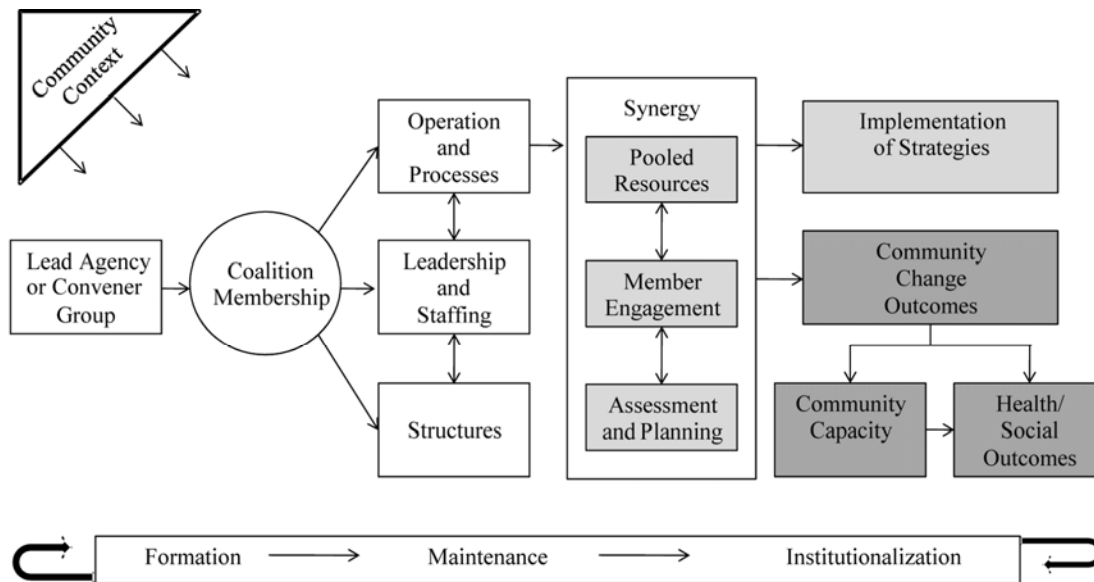 Community
Context
Lead Agency
or Convener
Group
Coalition
Membership
Operation
and
Processes
Leadership
and
Staffing
Structures
Synergy
Pooled
Resources
Member
Engagement
Assessment
and Planning
Implementation
of Strategies
Community
Change
Outcomes
Community
Capacity
Health/
Social
Outcomes
Formation
Maintenance
Institutionalization